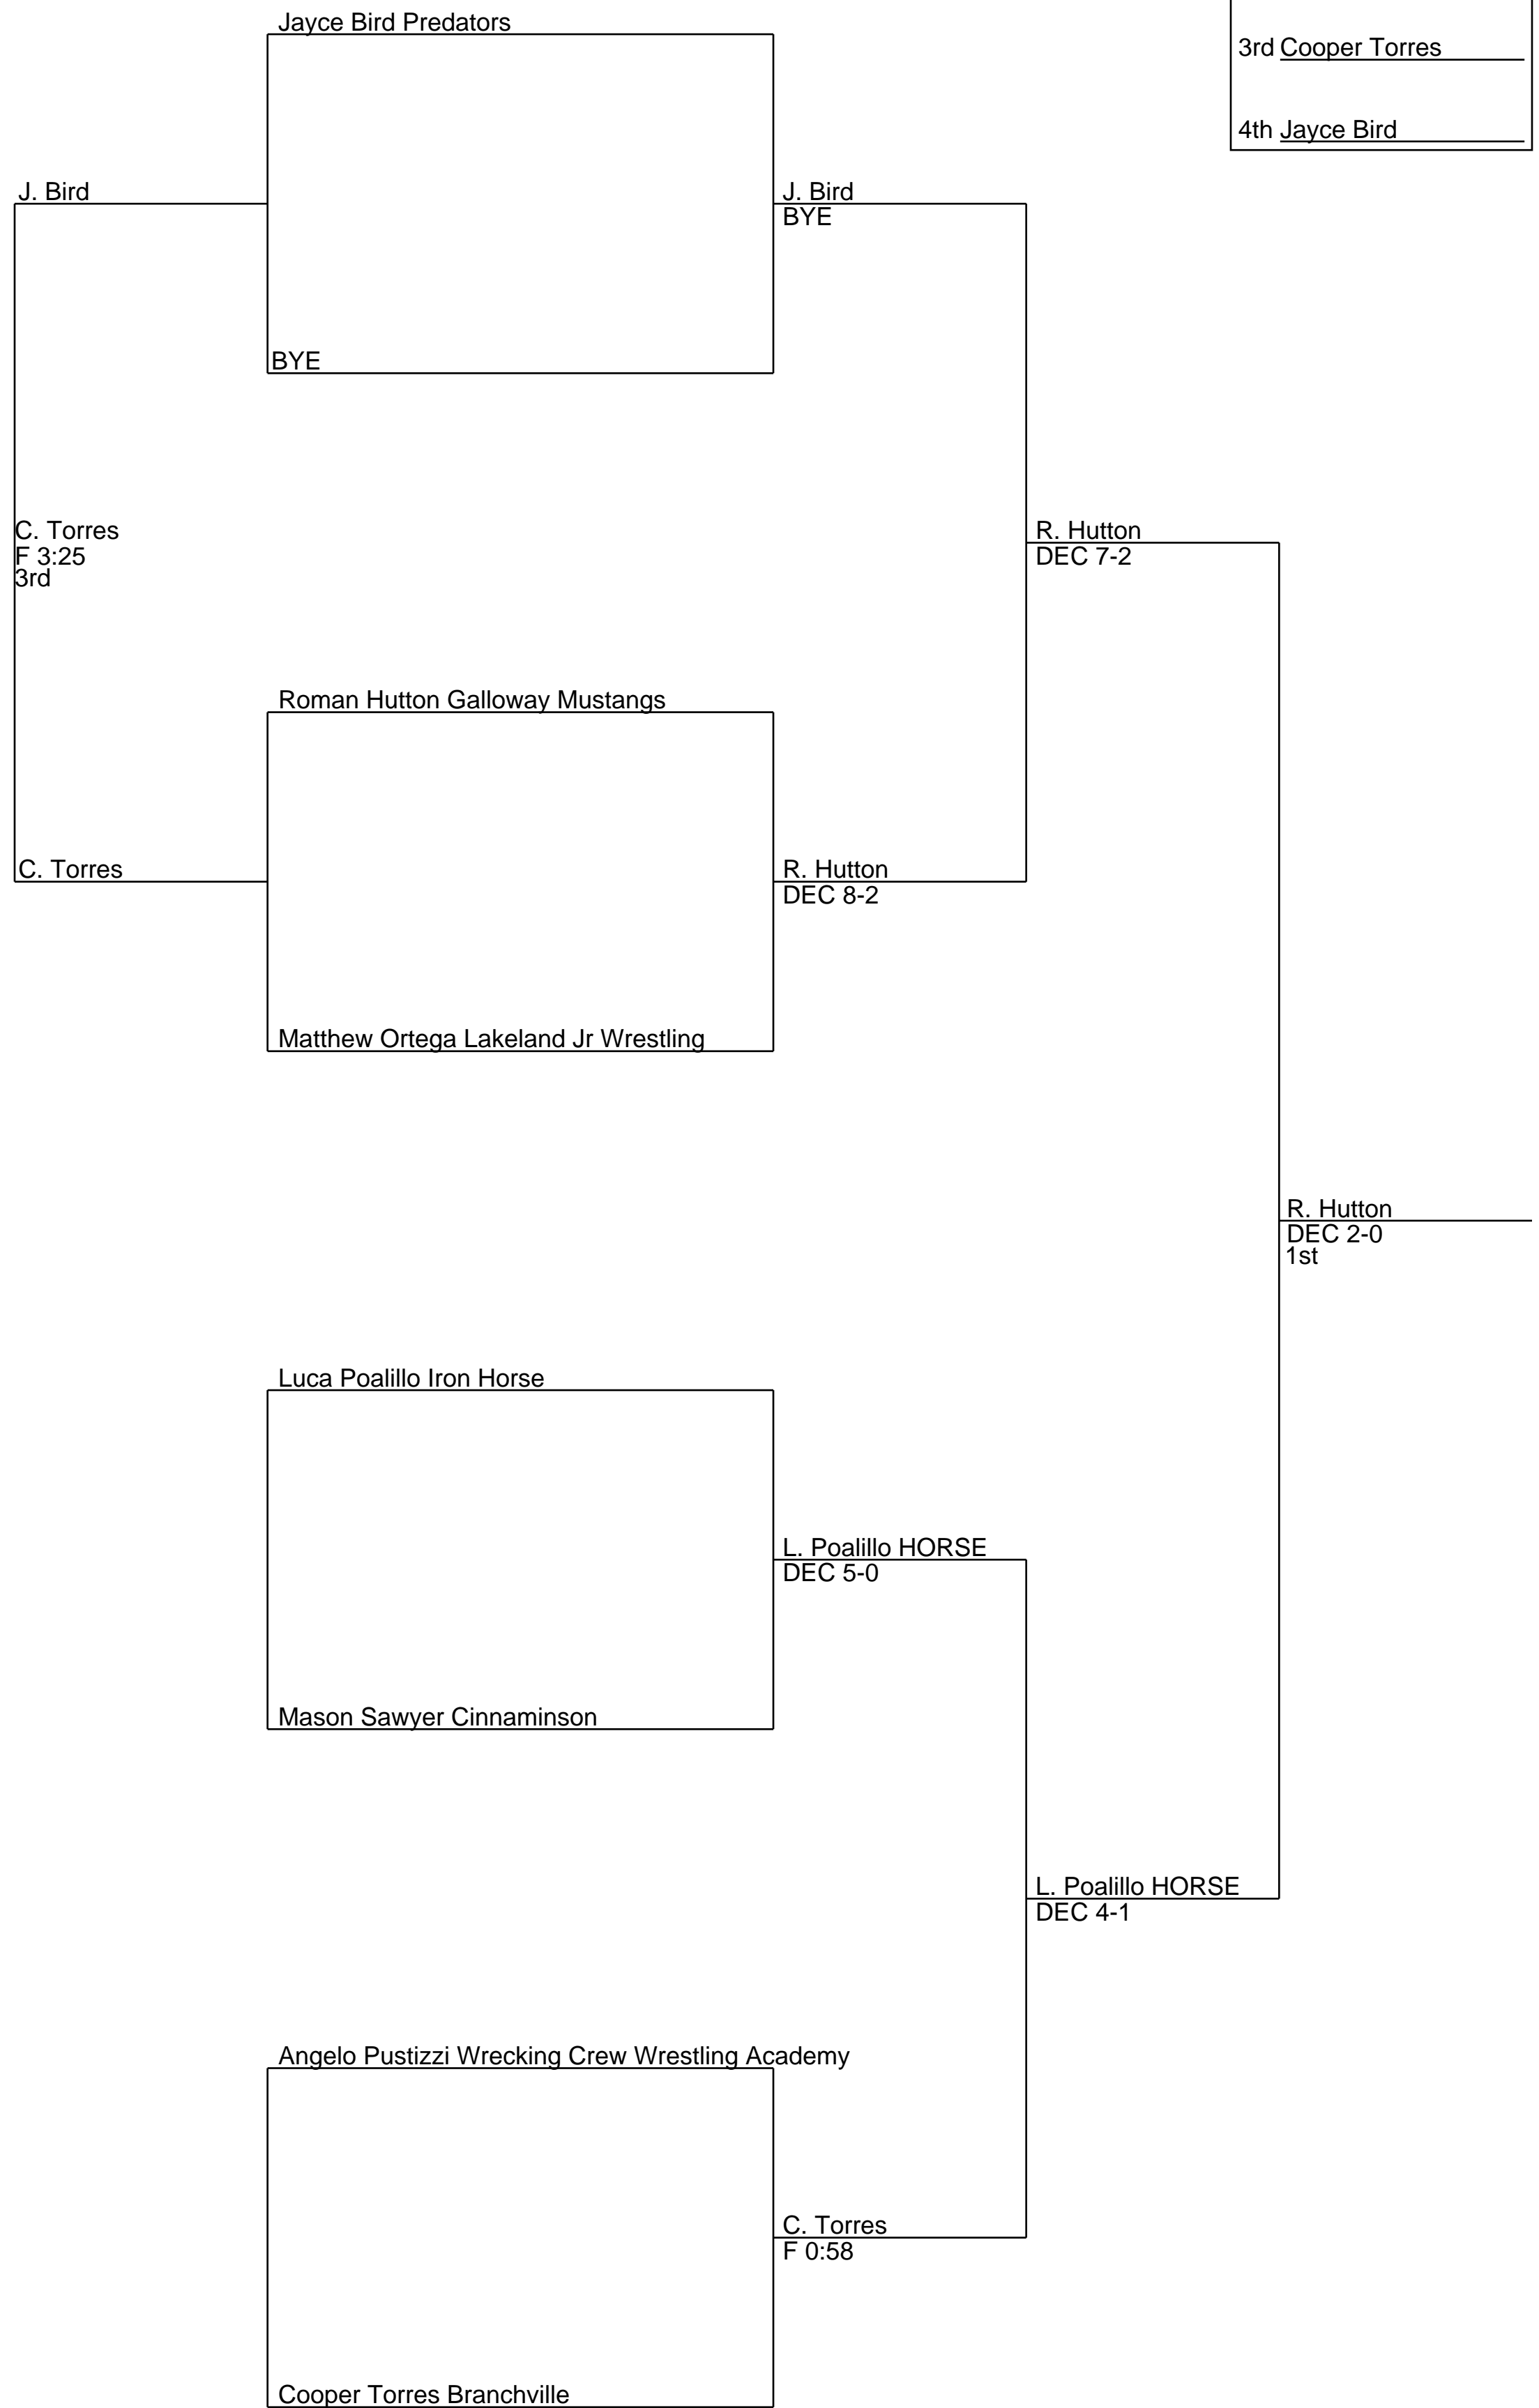 Jayce Bird Predators
3rd Cooper Torres
4th Jayce Bird
J. Bird
J. Bird
BYE
BYE
C. Torres
F 3:25
3rd
R. Hutton
DEC 7-2
Roman Hutton Galloway Mustangs
C. Torres
R. Hutton
DEC 8-2
Matthew Ortega Lakeland Jr Wrestling
R. Hutton
DEC 2-0
1st
Luca Poalillo Iron Horse
L. Poalillo HORSE
DEC 5-0
Mason Sawyer Cinnaminson
L. Poalillo HORSE
DEC 4-1
Angelo Pustizzi Wrecking Crew Wrestling Academy
C. Torres
F 0:58
Cooper Torres Branchville